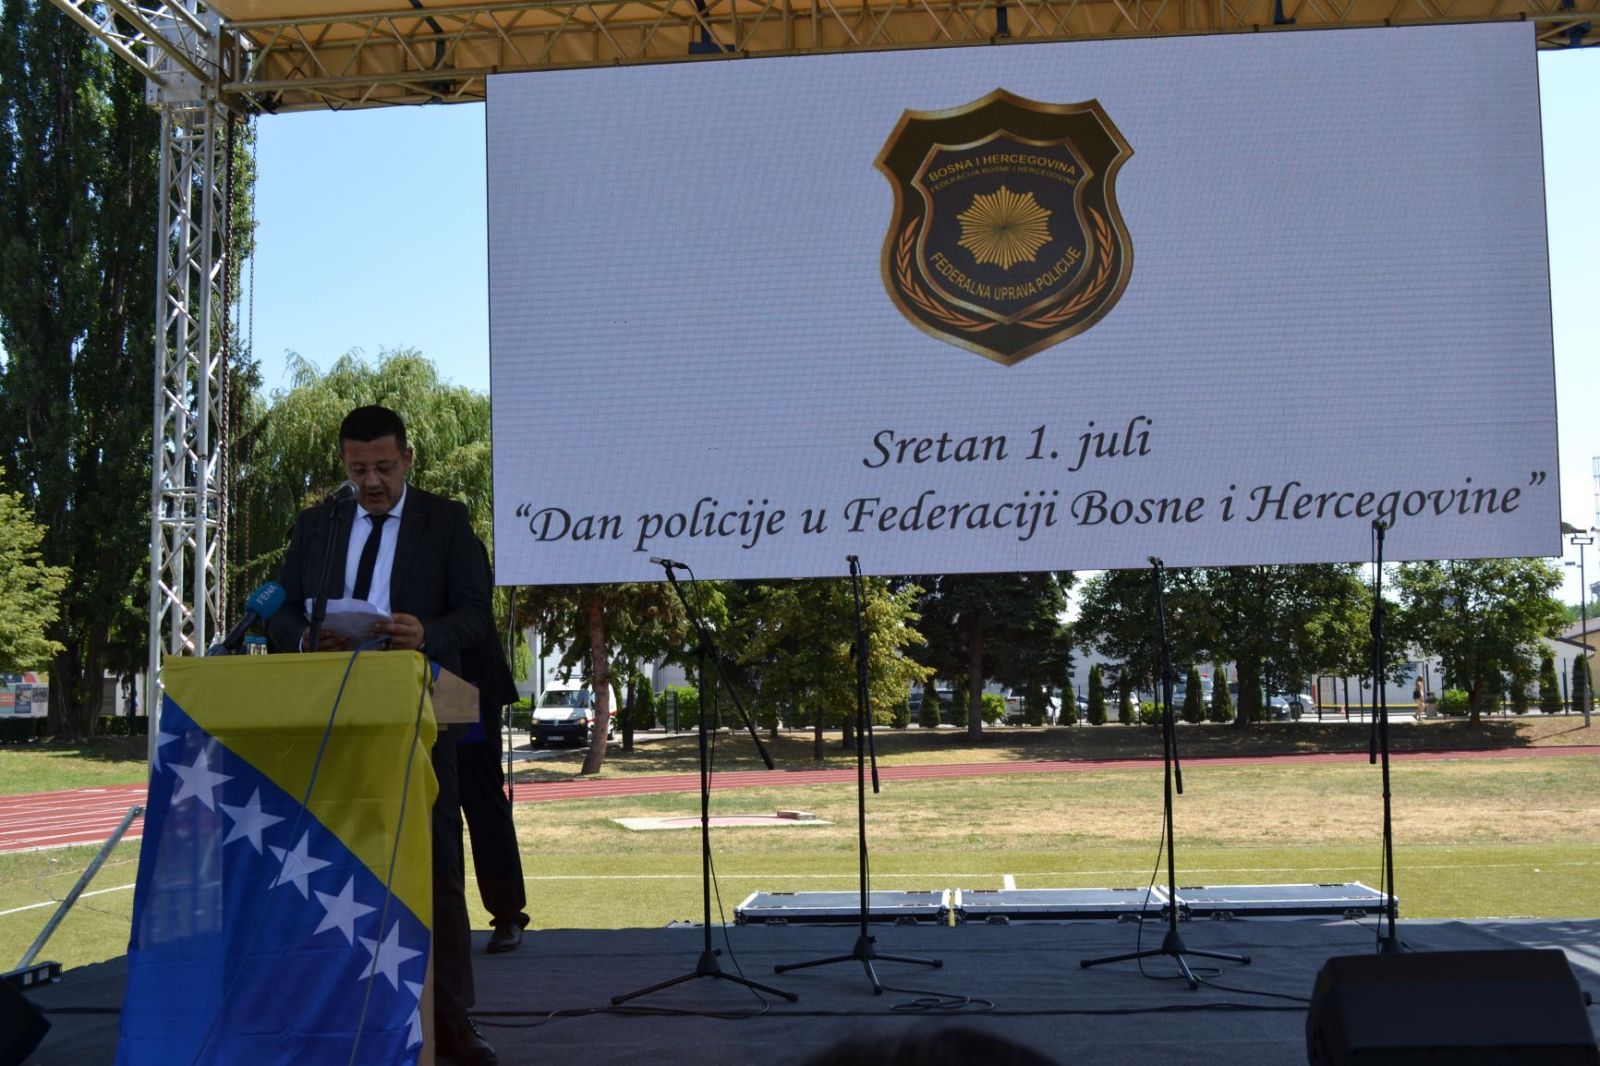 BOSNA I HERCEGOVINA
FEDERACIJA BOSNE I HERCEGOVINE
FEDERALNA UPRAVA POLICIJE
Sretan 1. juli
“Dan policije u Federaciji Bosne i Hercegovine”
FENA